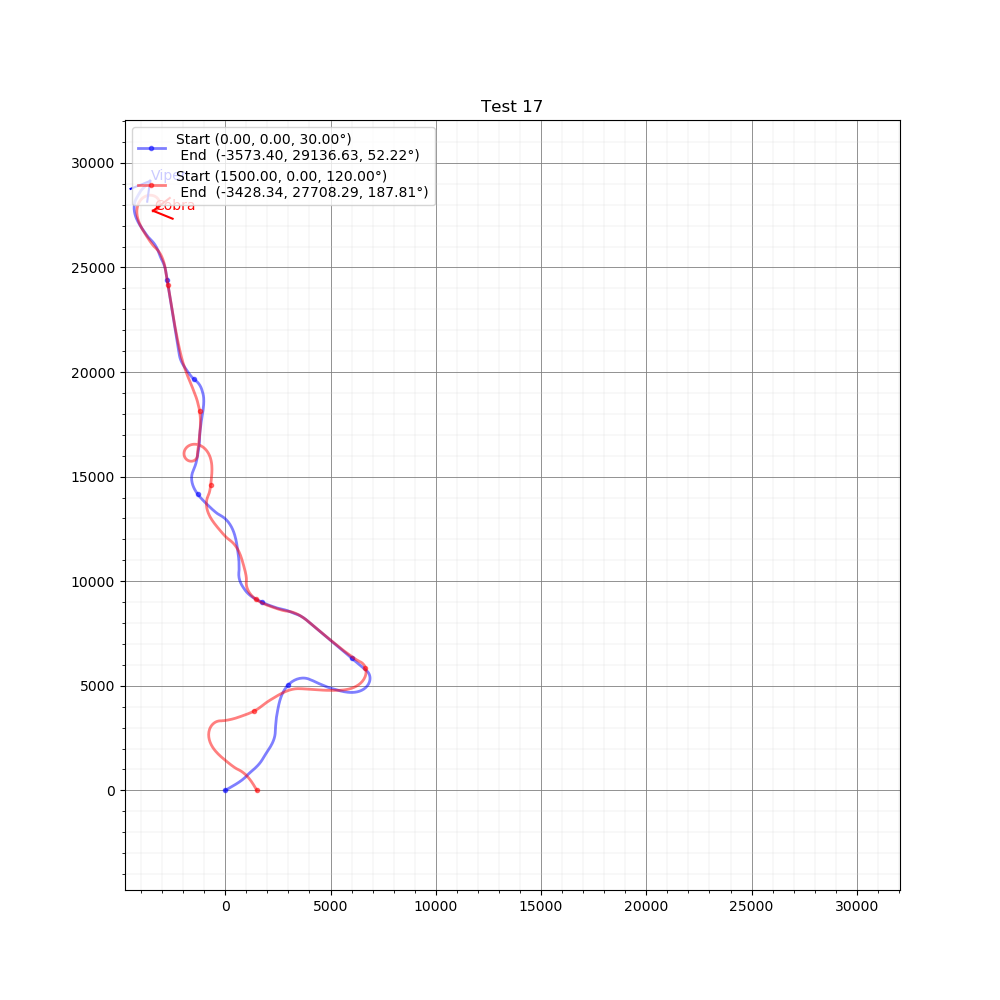 Test 17
Start (0.00, 0.00, 30.00°)
End (-3573.40, 29136.63, 52.22°)
Start (1500.00, 0.00, 120.00°)
End (-3428.34, 27708.29, 187.81°)
Viper
Cobra
30000
25000
20000
15000
10000
5000
0
0 5000 10000 15000 20000 25000 30000